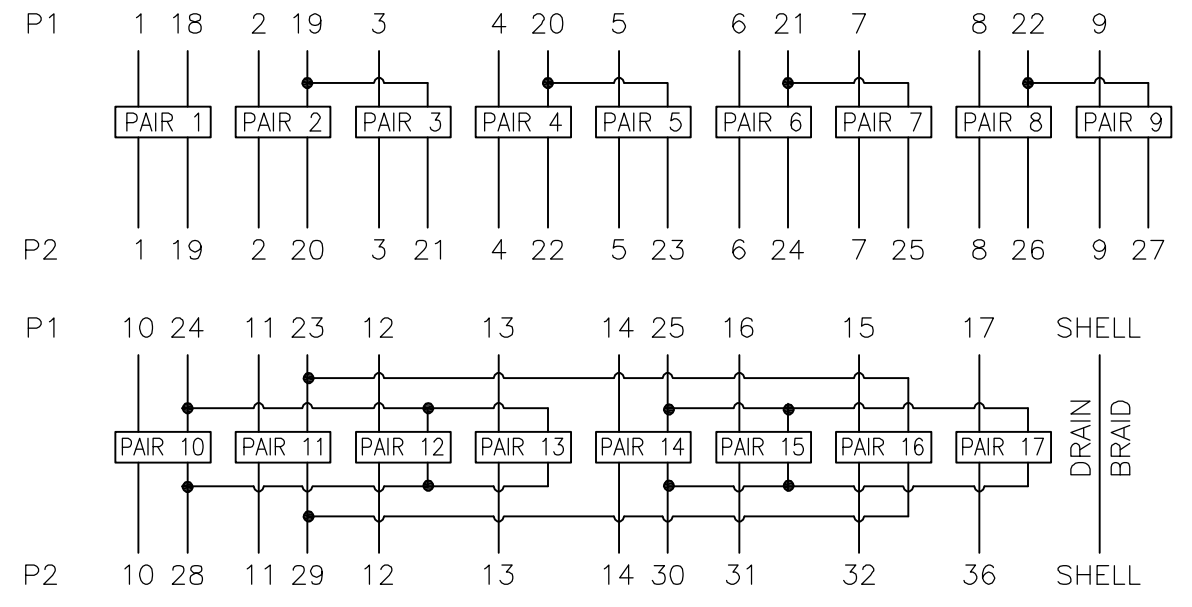 P1 1 18 2 19 3 4 20 5 6 21 7 8 22 9
PAIR 1 PAIR 2 PAIR 3 PAIR 4 PAIR 5 PAIR 6 PAIR 7 PAIR 8 PAIR 9
P2 1 19 2 20 3 21 4 22 5 23 6 24 7 25 8 26 9 27
P1 10 24 11 23 12 13 14 25 16 15 17 SHELL
PAIR 10 PAIR 11 PAIR 12 PAIR 13 PAIR 14 PAIR 15 PAIR 16 PAIR 17 DRAIN BRAID
P2 10 28 11 29 12 13 14 30 31 32 36 SHELL